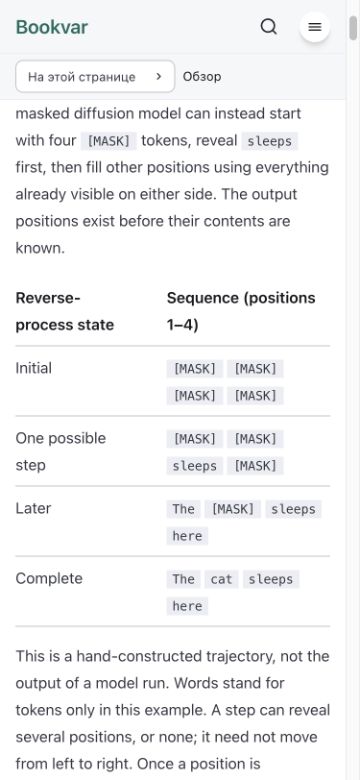 Bookvar
На этой странице
Обзор
masked diffusion model can instead start
with four [MASK] tokens, reveal sleeps
first, then fill other positions using everything
already visible on either side. The output
positions exist before their contents are
known.
Reverse-
process state
Sequence (positions
1–4)
Initial
[MASK] [MASK]
[MASK] [MASK]
One possible
step
[MASK] [MASK]
sleeps [MASK]
Later
The [MASK] sleeps
here
Complete
The cat sleeps
here
This is a hand-constructed trajectory, not the
output of a model run. Words stand for
tokens only in this example. A step can reveal
several positions, or none; it need not move
from left to right. Once a position is